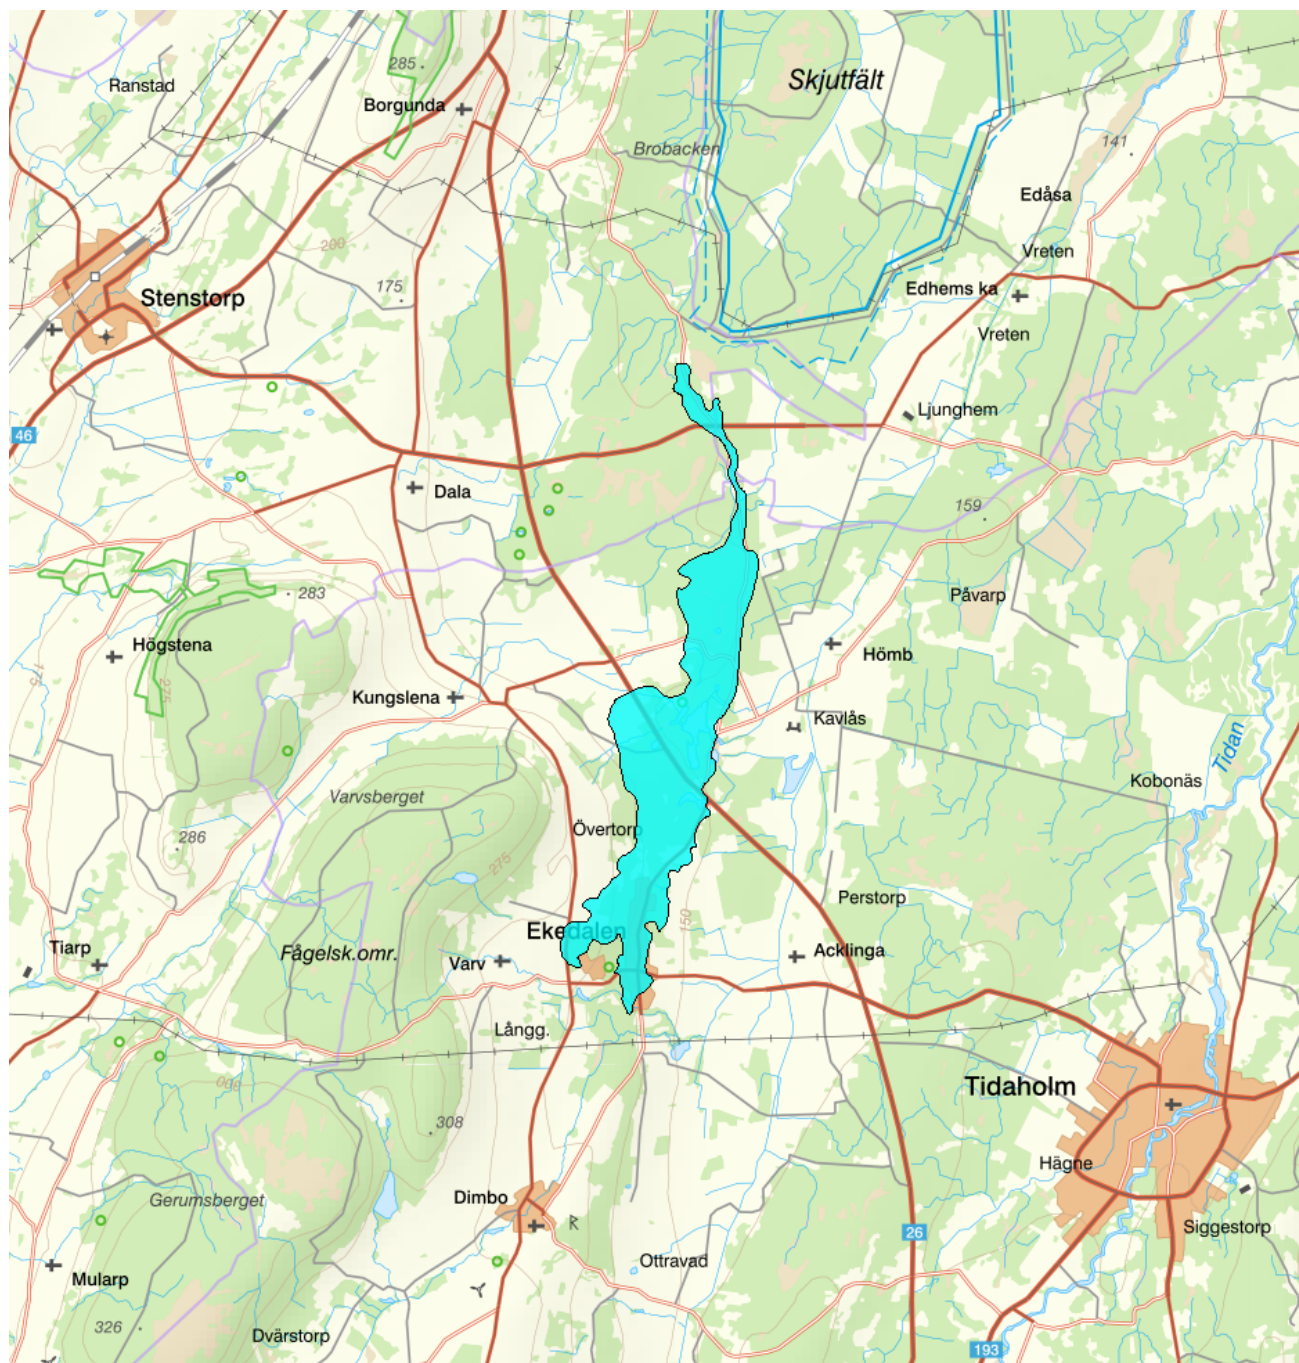 285
Skjutfält
Ranstad
Borgunda
Brobacken
141
Edåsa
200
Vreten
175
Edhems ka
Stenstorp
Vreten
Ljunghem
46
Dala
159
283
Påvarp
Högstena
Hömb
175
275
Kungslena
Kavlås
Tidan
Kobonäs
Varvsberget
286
Övertorp
275
Perstorp
150
Ekedalen
Tiarp
Fågelsk.omr.
Varv
Acklinga
Långg.
300
Tidaholm
308
Hägne
Gerumsberget
Dimbo
R
Siggestorp
26
Ottravad
Mularp
326
Dvärstorp
193